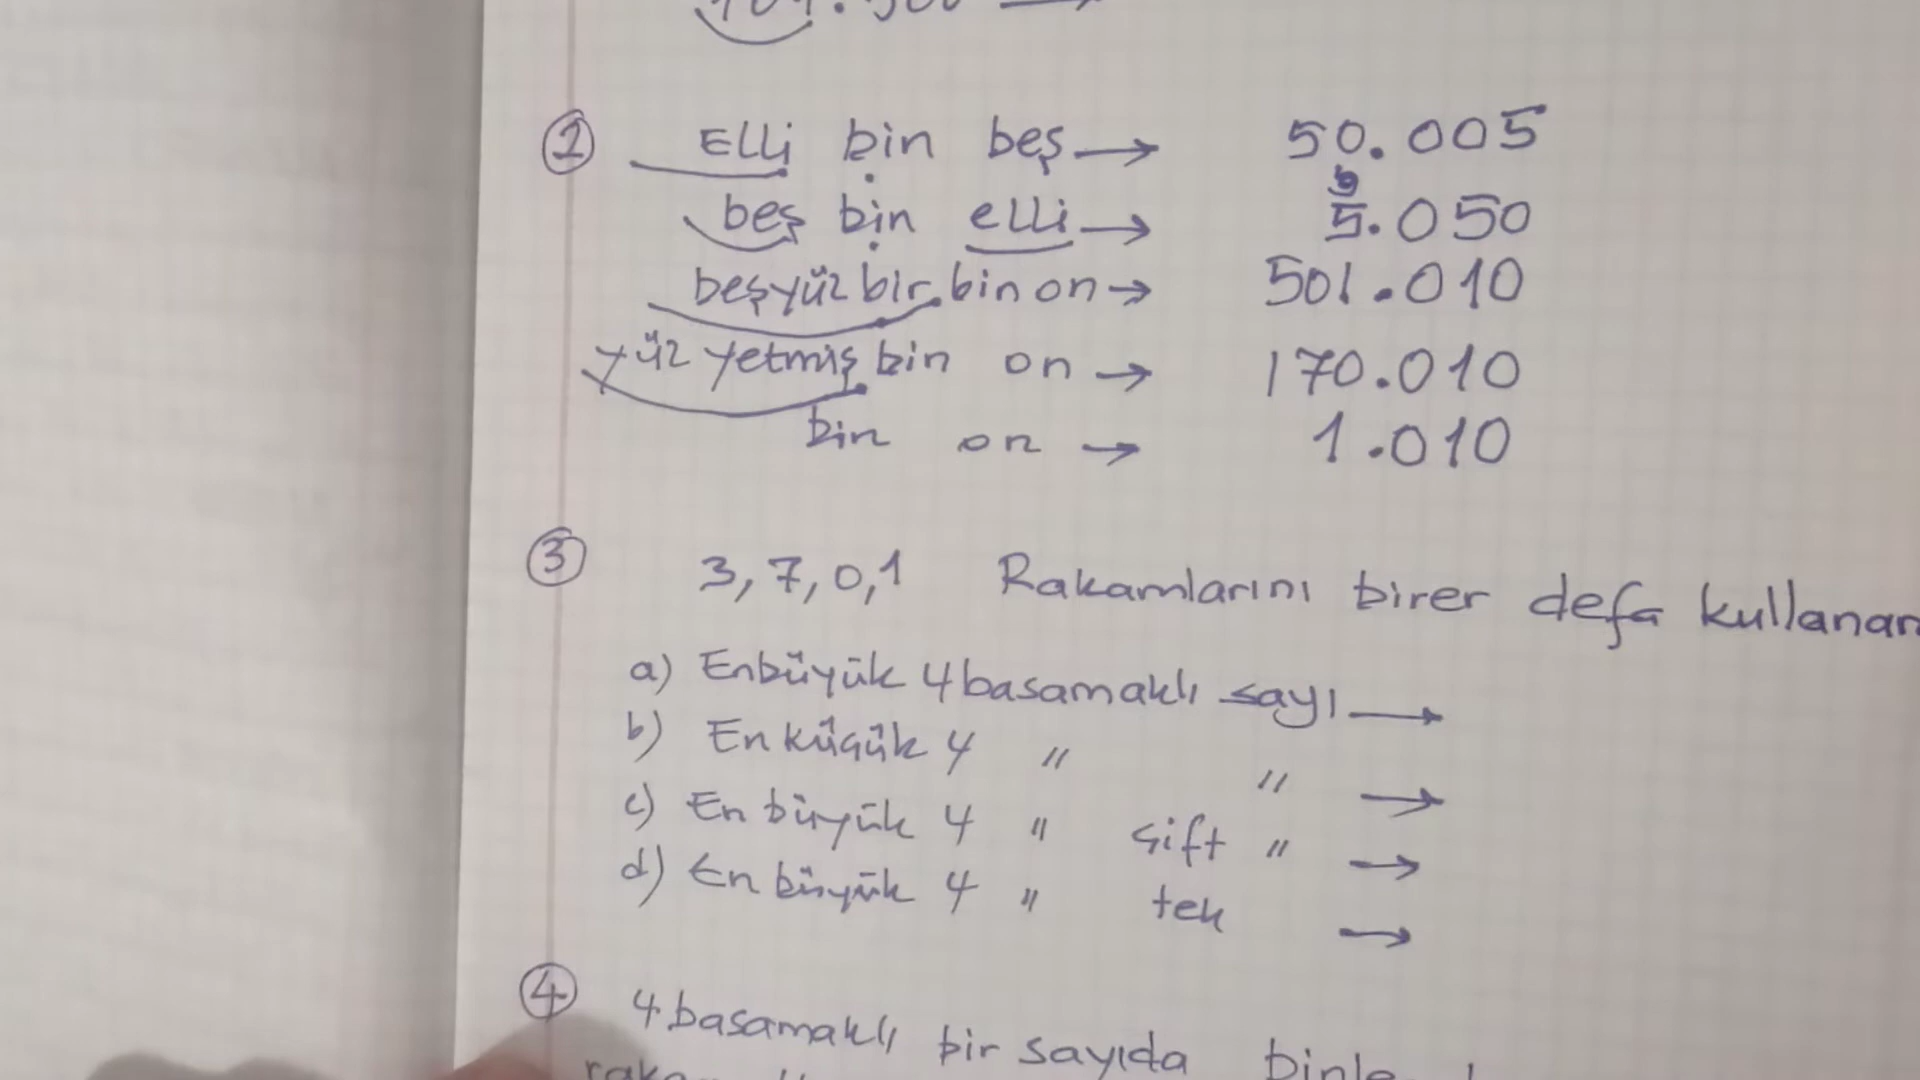 ② Elli bin beş → 50.005
beş bin elli → 5.050
beşyüz bir bin on → 501.010
yüz yetmiş bin on → 170.010
bin on → 1.010
③ 3, 7, 0, 1 Rakamlarını birer defa kullanan
a) En büyük 4 basamaklı sayı →
b) En küçük 4 " " →
c) En büyük 4 " çift " →
d) En büyük 4 " tek →
④ 4 basamaklı bir sayıda